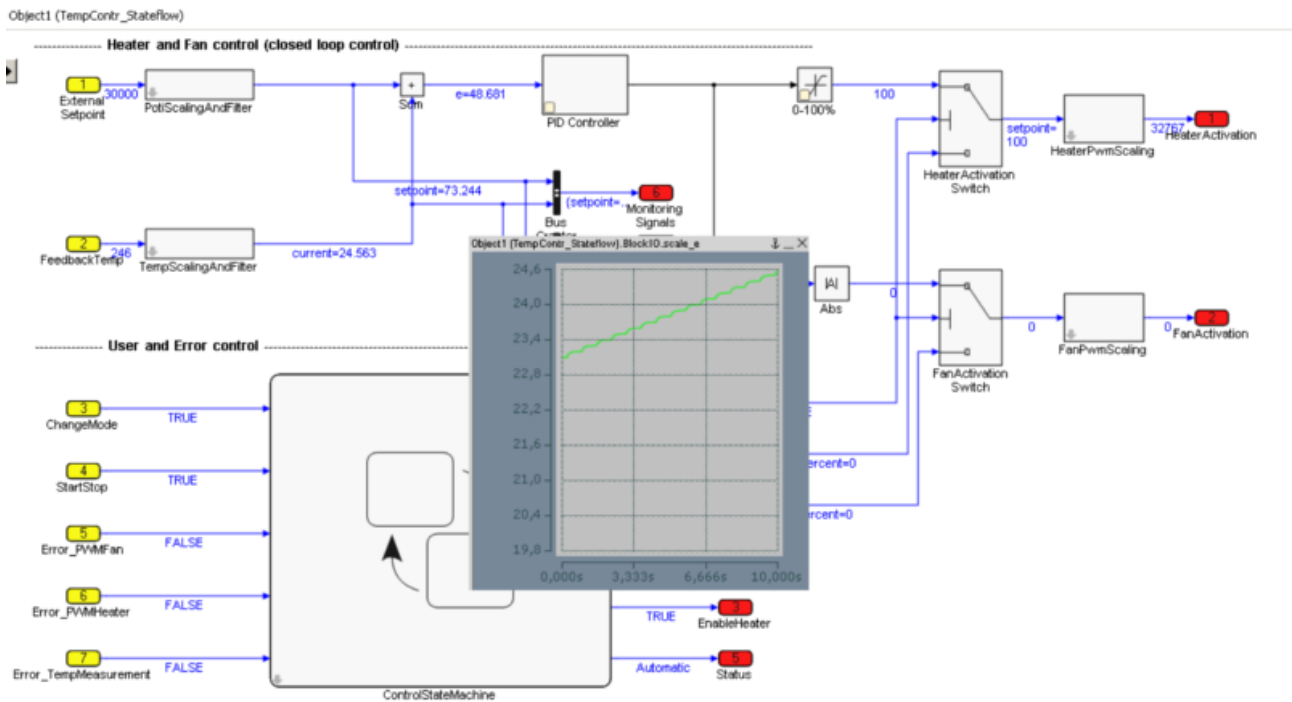 Object1 (TempContr_Stateflow)
Heater and Fan control (closed loop control)
1
External
Setpoint
30000
PotiScalingAndFilter
+
Sum
e=48.681
PID Controller
0-100%
100
HeaterActivation
Switch
setpoint=
100
HeaterPwmScaling
32767
1
HeaterActivation
setpoint=73.244
Bus
{setpoint=..
6
Monitoring
Signals
2
FeedbackTemp
246
TempScalingAndFilter
current=24.563
Object1 (TempContr_Stateflow).Block10.scale_e
24,6
24,0
23,4
22,8
22,2
21,6
21,0
20,4
19,8
0,000s
3,333s
6,666s
10,000s
|A|
Abs
0
FanActivation
Switch
0
FanPwmScaling
0
2
FanActivation
User and Error control
3
ChangeMode
TRUE
4
StartStop
TRUE
5
Error_PWMFan
FALSE
6
Error_PWMHeater
FALSE
7
Error_TempMeasurement
FALSE
ercent=0
rcent=0
TRUE
3
EnableHeater
Automatic
5
Status
ControlStateMachine